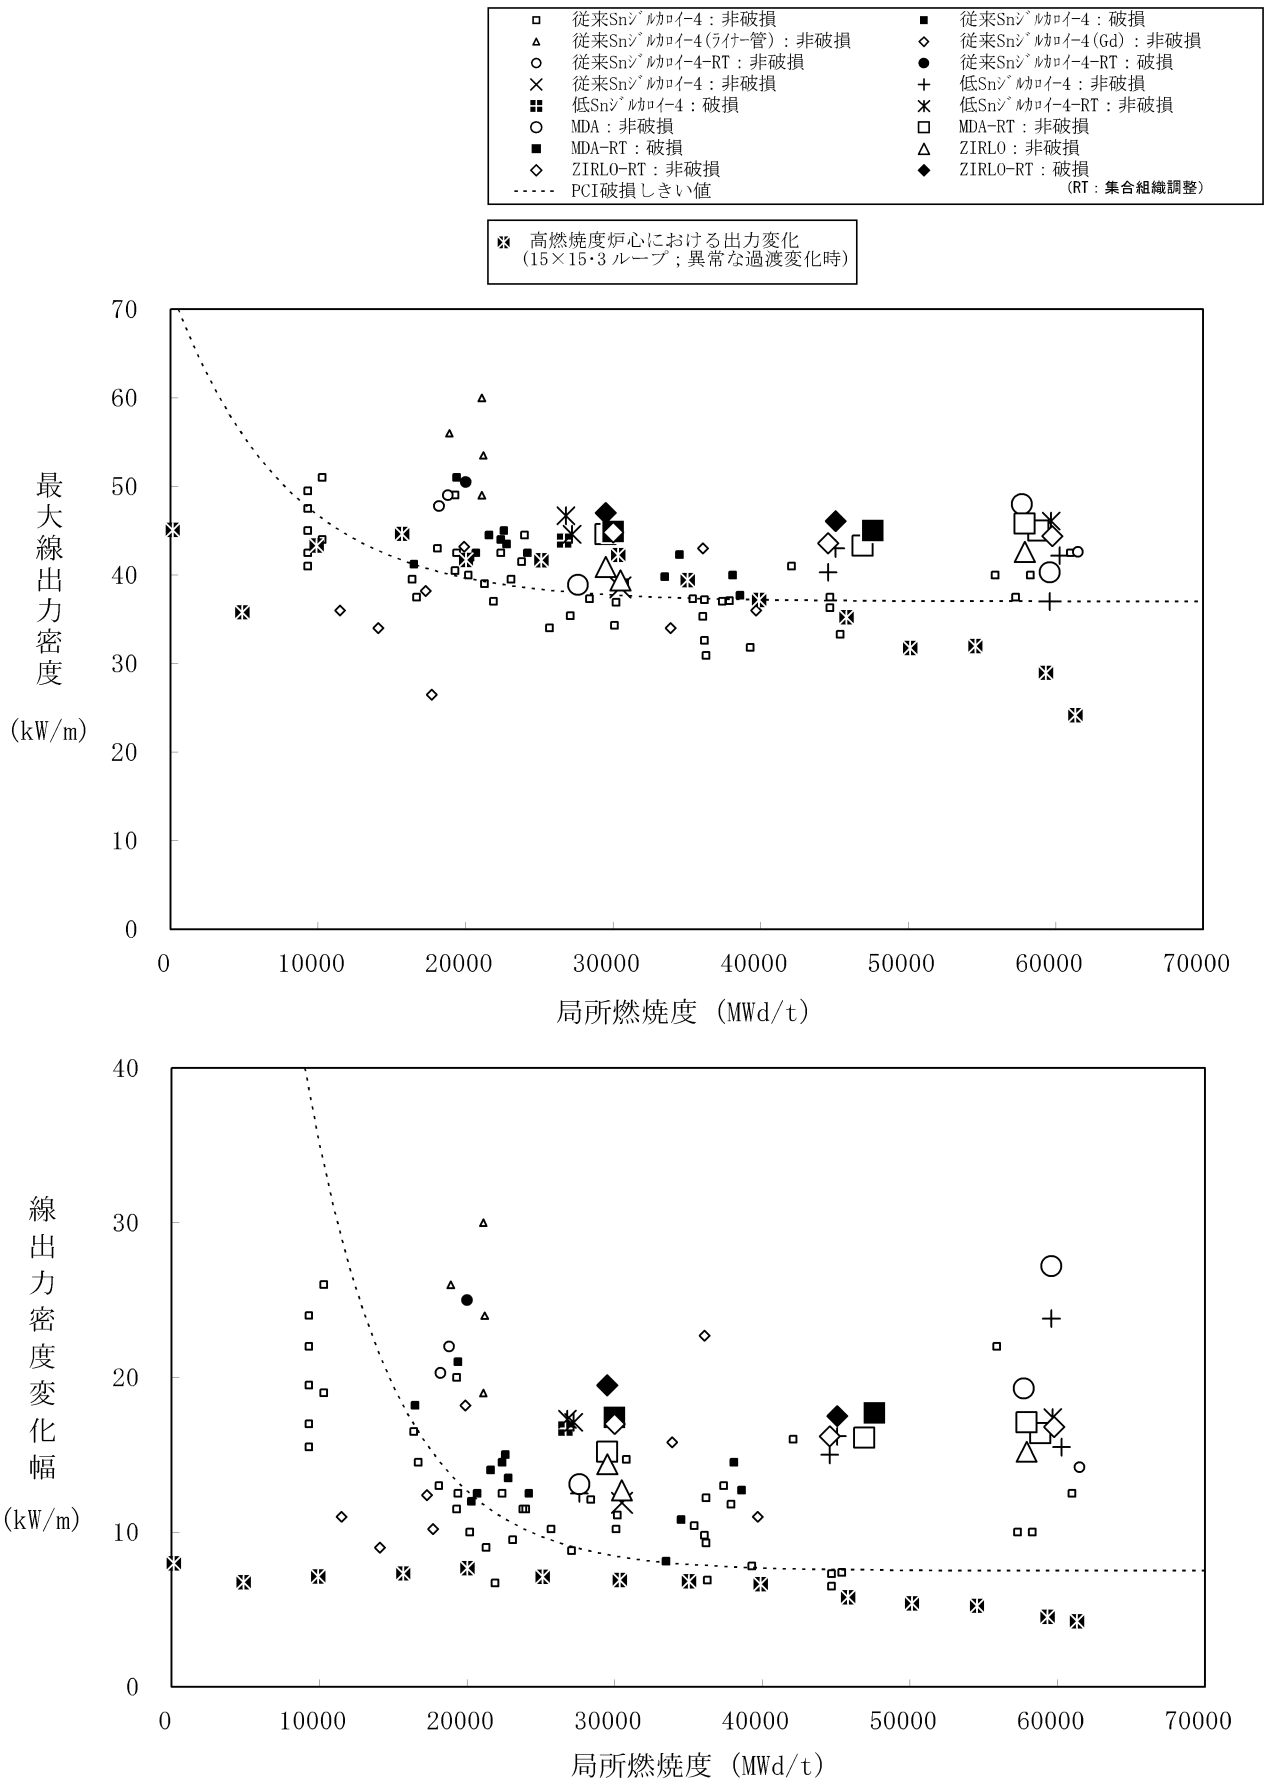 従来Snｼﾞﾙｶﾛｲ-4：非破損
従来Snｼﾞﾙｶﾛｲ-4：破損
従来Snｼﾞﾙｶﾛｲ-4(ﾗｲﾅｰ管)：非破損
従来Snｼﾞﾙｶﾛｲ-4(Gd)：非破損
従来Snｼﾞﾙｶﾛｲｰ4-RT：非破損
従来Snｼﾞﾙｶﾛｲｰ4-RT：破損
従来Snｼﾞﾙｶﾛｲｰ4：非破損
低Snｼﾞﾙｶﾛｲｰ4：非破損
低Snｼﾞﾙｶﾛｲｰ4：破損
低Snｼﾞﾙｶﾛｲｰ4-RT：非破損
MDA：非破損
MDA-RT：非破損
MDA-RT：破損
ZIRLO：非破損
ZIRLO-RT：非破損
ZIRLO-RT：破損
PCI破損しきい値
(RT：集合組織調整)
高燃焼度炉心における出力変化
(15×15･3 ループ；異常な過渡変化時)
70
60
50
40
30
20
10
0
最大線出力密度
(kW/m)
0 10000 20000 30000 40000 50000 60000 70000
局所燃焼度 (MWd/t)
40
30
20
10
0
線出力密度変化幅
(kW/m)
0 10000 20000 30000 40000 50000 60000 70000
局所燃焼度 (MWd/t)